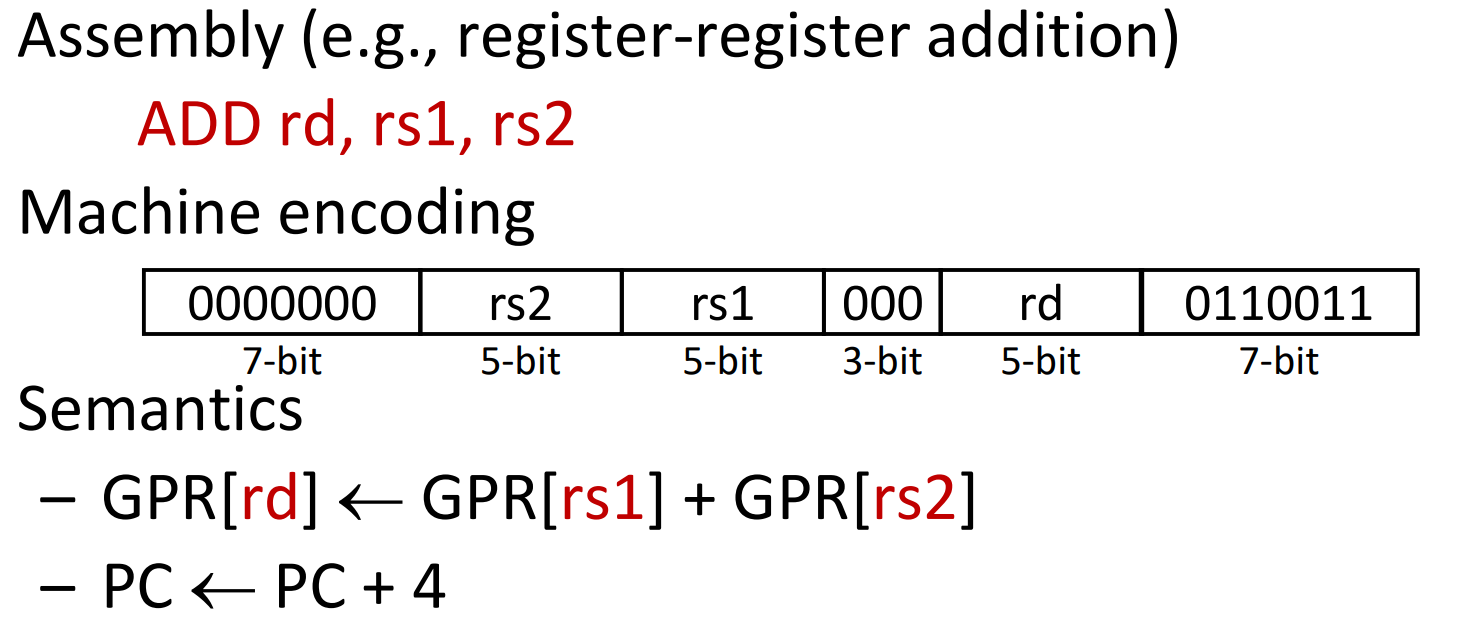 Assembly (e.g., register-register addition)
ADD rd, rs1, rs2
Machine encoding
0000000 rs2 rs1 000 rd 0110011
7-bit 5-bit 5-bit 3-bit 5-bit 7-bit
Semantics
– GPR[rd] ← GPR[rs1] + GPR[rs2]
– PC ← PC + 4